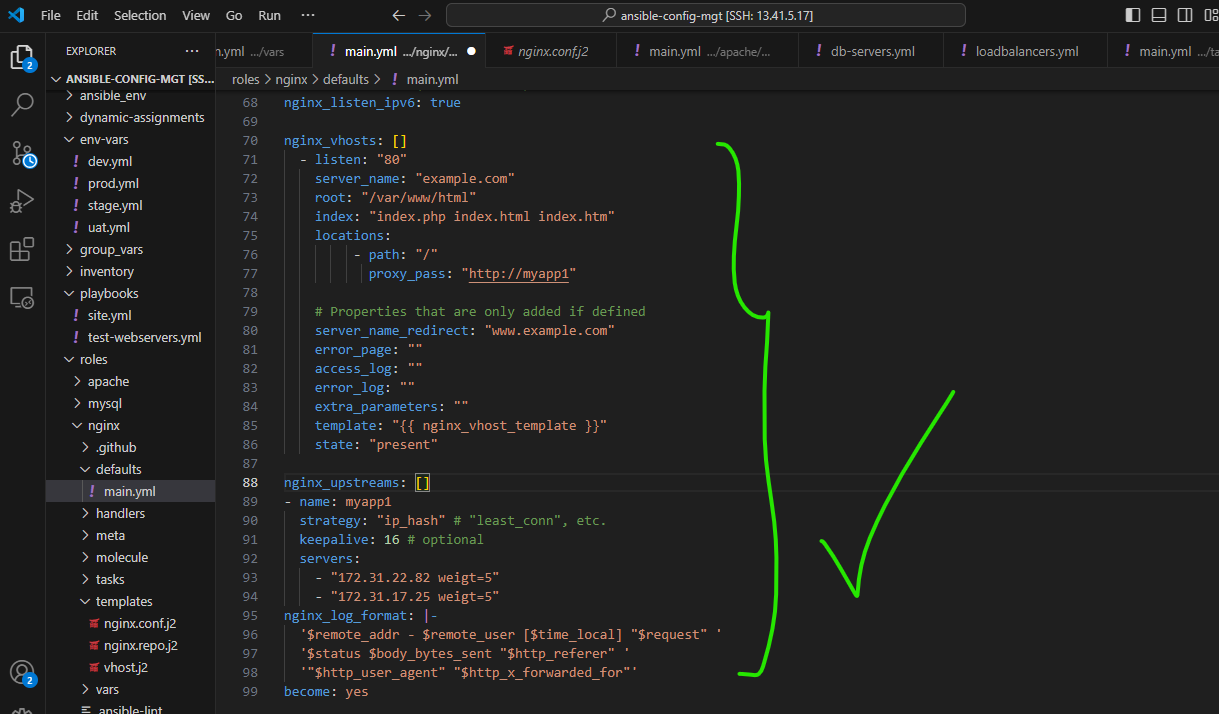 File Edit Selection View Go Run ···
ansible-config-mgt [SSH: 13.41.5.17]
EXPLORER ···
n.yml .../vars
! main.yml .../nginx/... ●
nginx.conf.j2
! main.yml .../apache/...
! db-servers.yml
! loadbalancers.yml
! main.yml .../ta
roles > nginx > defaults > ! main.yml
ANSIBLE-CONFIG-MGT [SS...
> ansible_env
> dynamic-assignments
env-vars
! dev.yml
! prod.yml
! stage.yml
! uat.yml
> group_vars
> inventory
playbooks
! site.yml
! test-webservers.yml
roles
> apache
> mysql
nginx
> .github
defaults
! main.yml
> handlers
> meta
> molecule
> tasks
templates
nginx.conf.j2
nginx.repo.j2
vhost.j2
> vars
ansible-lint
2
2
68 nginx_listen_ipv6: true
69
70 nginx_vhosts: []
71 - listen: "80"
72 server_name: "example.com"
73 root: "/var/www/html"
74 index: "index.php index.html index.htm"
75 locations:
76 - path: "/"
77 proxy_pass: "http://myapp1"
78
79 # Properties that are only added if defined
80 server_name_redirect: "www.example.com"
81 error_page: ""
82 access_log: ""
83 error_log: ""
84 extra_parameters: ""
85 template: "{{ nginx_vhost_template }}"
86 state: "present"
87
88 nginx_upstreams: []
89 - name: myapp1
90 strategy: "ip_hash" # "least_conn", etc.
91 keepalive: 16 # optional
92 servers:
93 - "172.31.22.82 weigt=5"
94 - "172.31.17.25 weigt=5"
95 nginx_log_format: |-
96 '$remote_addr - $remote_user [$time_local] "$request" '
97 '$status $body_bytes_sent "$http_referer" '
98 '"$http_user_agent" "$http_x_forwarded_for"'
99 become: yes